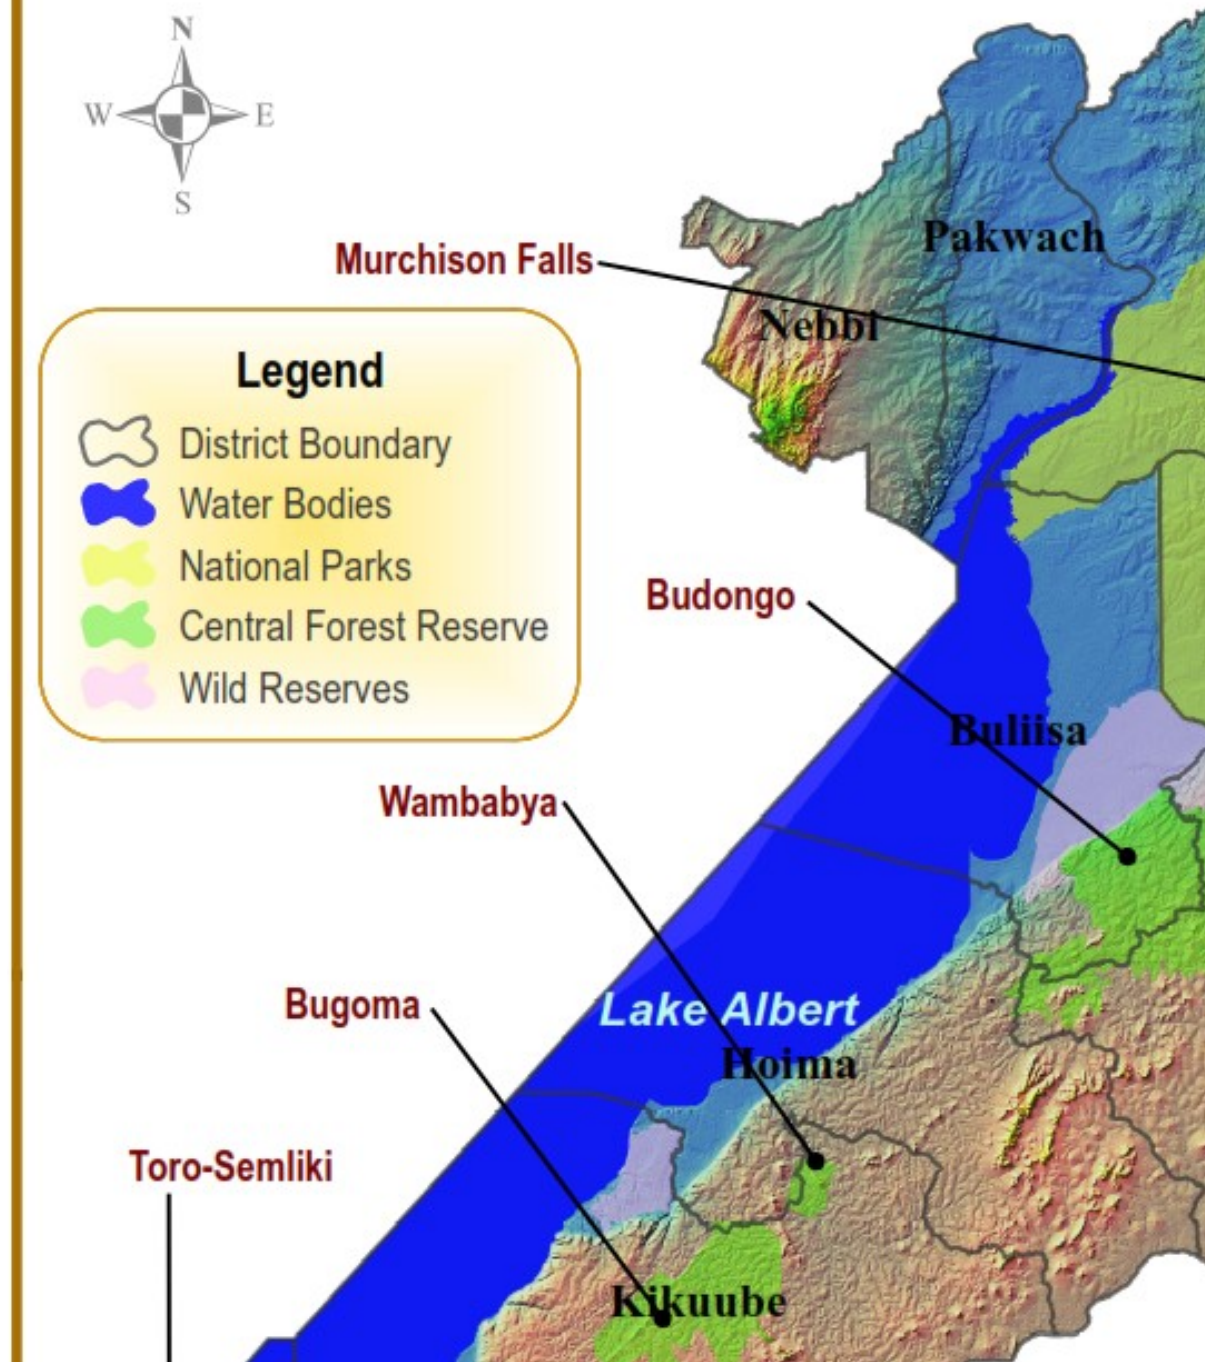 N
W E
S
Pakwach
Murchison Falls
Nebbi
Legend
District Boundary
Water Bodies
National Parks
Central Forest Reserve
Wild Reserves
Budongo
Buliisa
Wambabya
Bugoma
Lake Albert
Hoima
Toro-Semliki
Kikuube